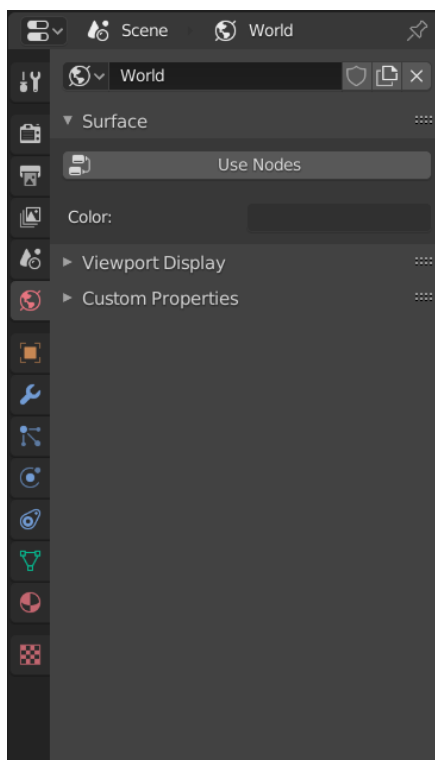 Scene World
World
Surface
Use Nodes
Color:
Viewport Display
Custom Properties